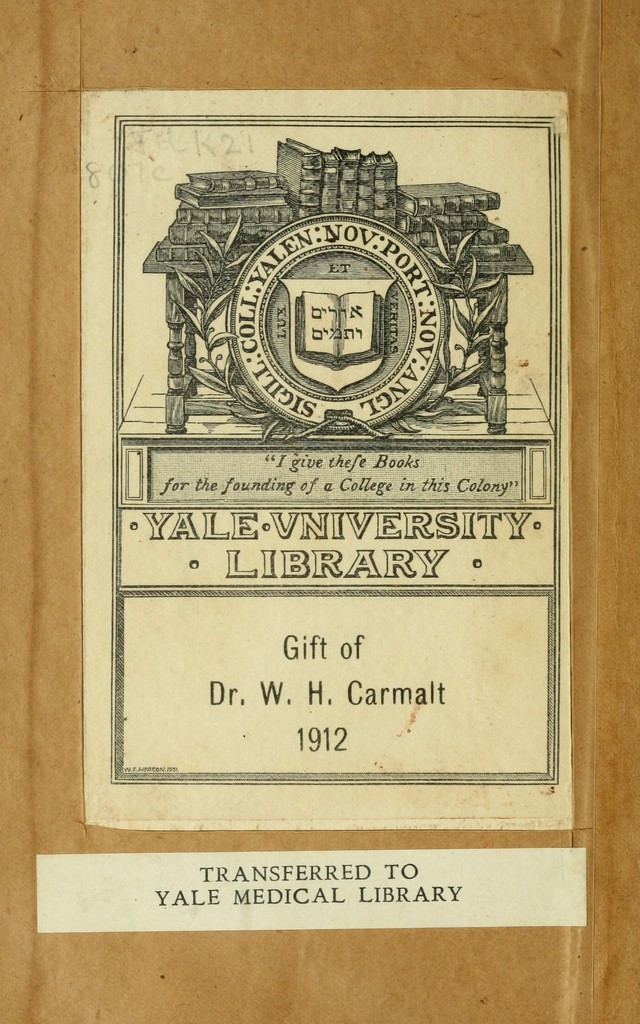 K21
SIGILL: COLL: YALEN: NOV: PORT: NOV: ANGL
ET
LUX
VERITAS
אורים
ותמים
"I give theſe Books
for the founding of a College in this Colony"
· YALE · VNIVERSITY ·
· LIBRARY ·
Gift of
Dr. W. H. Carmalt
1912
TRANSFERRED TO
YALE MEDICAL LIBRARY